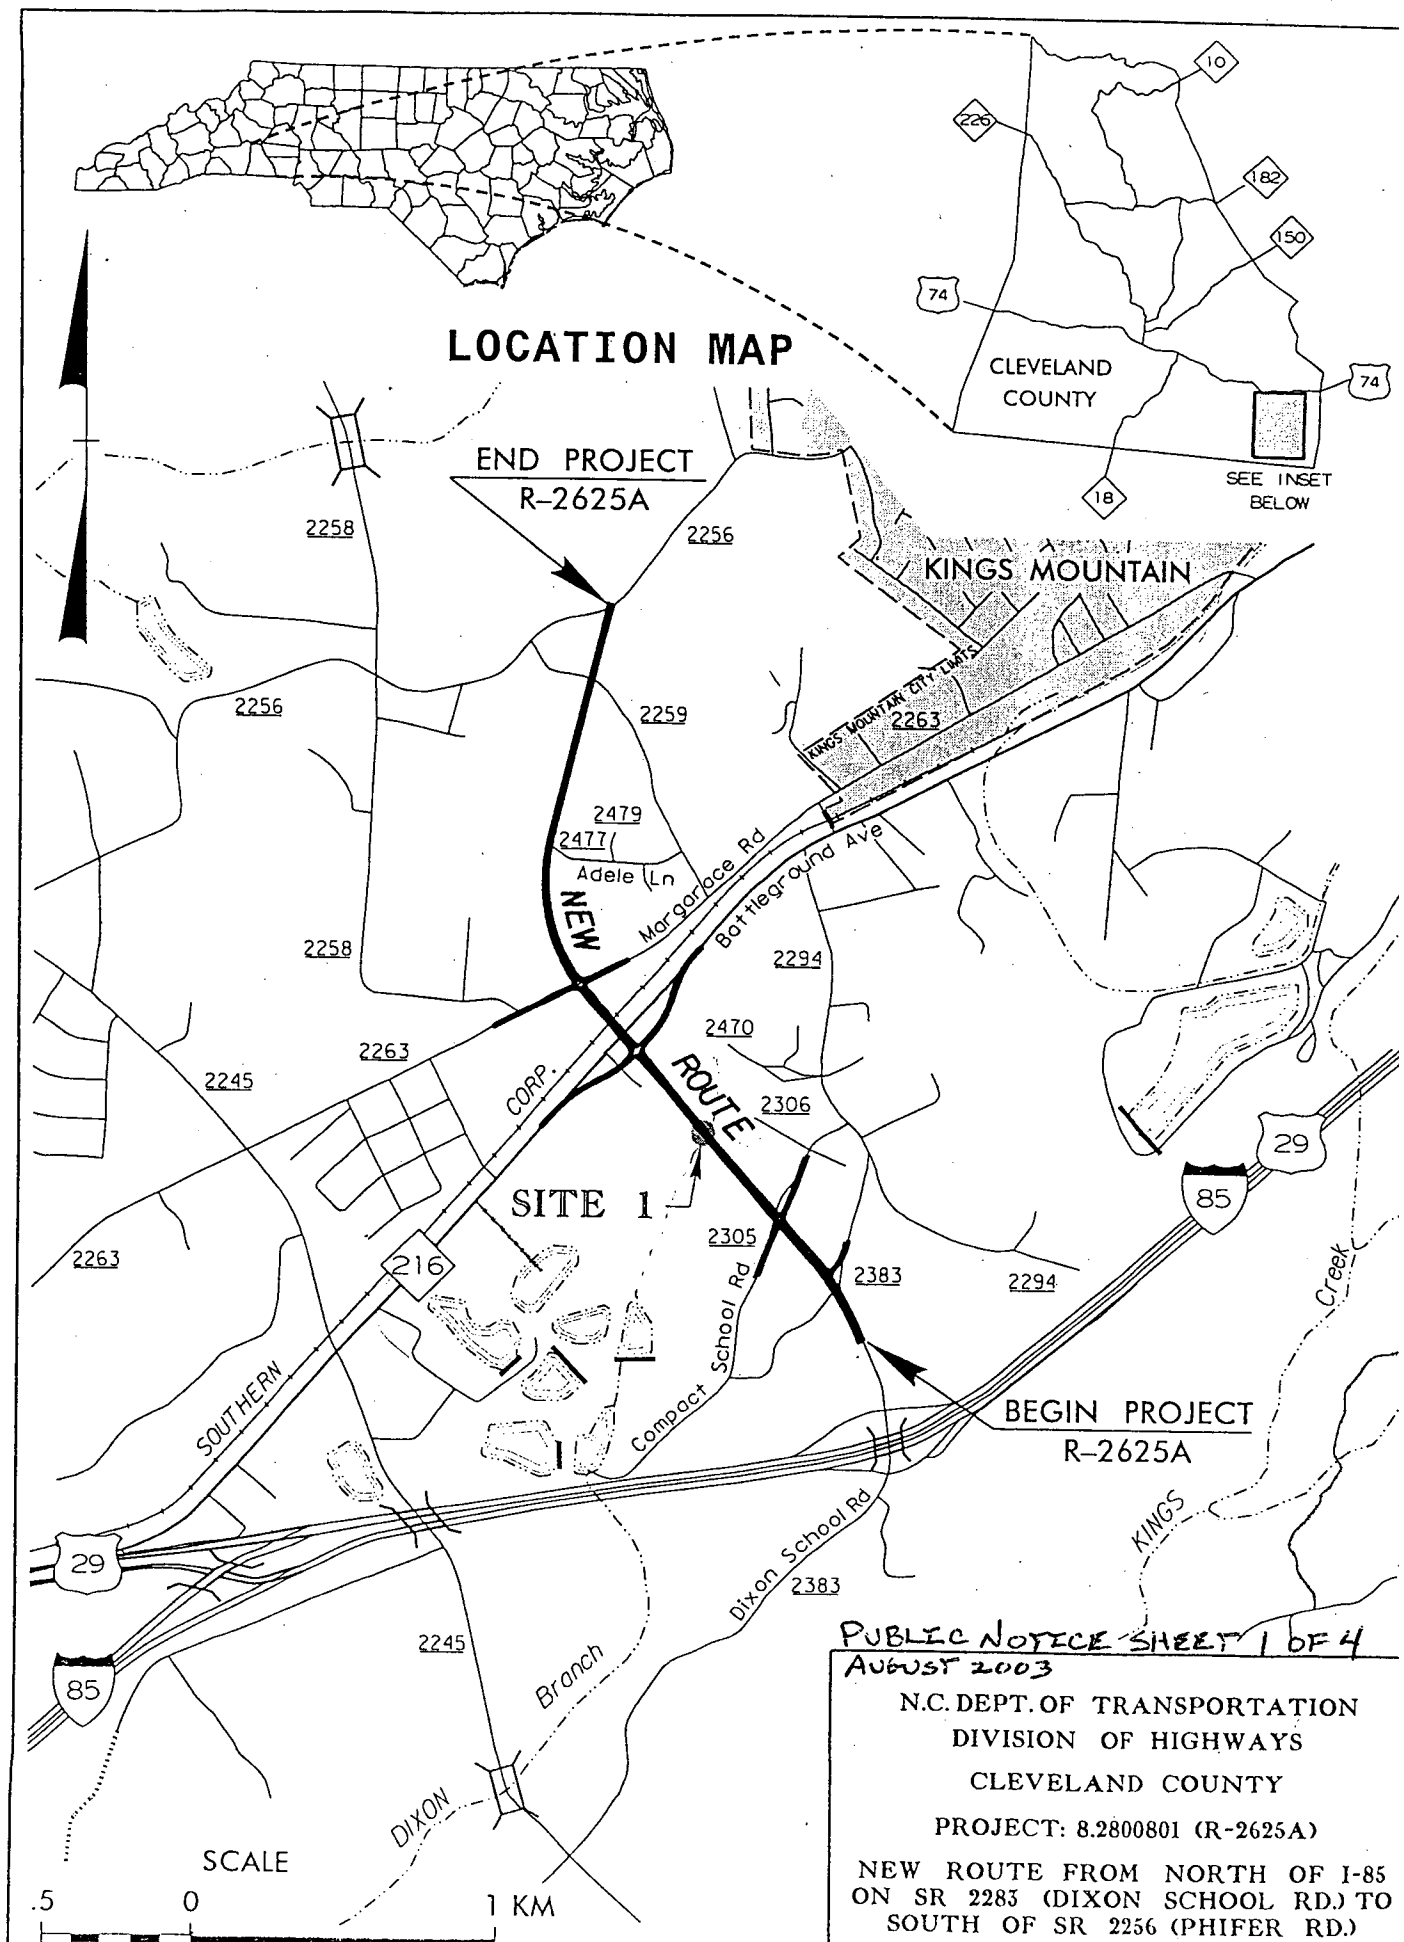 10
226
182
150
74
LOCATION MAP
CLEVELAND
COUNTY
74
SEE INSET
BELOW
18
END PROJECT
R-2625A
2258
2256
KINGS MOUNTAIN
KINGS MOUNTAIN CITY LIMITS
2263
2256
2259
2479
2477
Adele Ln
Margarace Rd
Battleground Ave
NEW
2258
2294
2470
2263
2245
CORP.
ROUTE
2306
29
85
SITE 1
2305
2263
216
2383
2294
Creek
Compact School Rd
SOUTHERN
BEGIN PROJECT
R-2625A
KINGS
29
Dixon School Rd
2383
2245
85
Branch
DIXON
PUBLIC NOTICE SHEET 1 OF 4
AUGUST 2003
N.C. DEPT. OF TRANSPORTATION
DIVISION OF HIGHWAYS
CLEVELAND COUNTY
PROJECT: 8.2800801 (R-2625A)
NEW ROUTE FROM NORTH OF I-85
ON SR 2283 (DIXON SCHOOL RD.) TO
SOUTH OF SR 2256 (PHIFER RD.)
SCALE
.5 0 1 KM